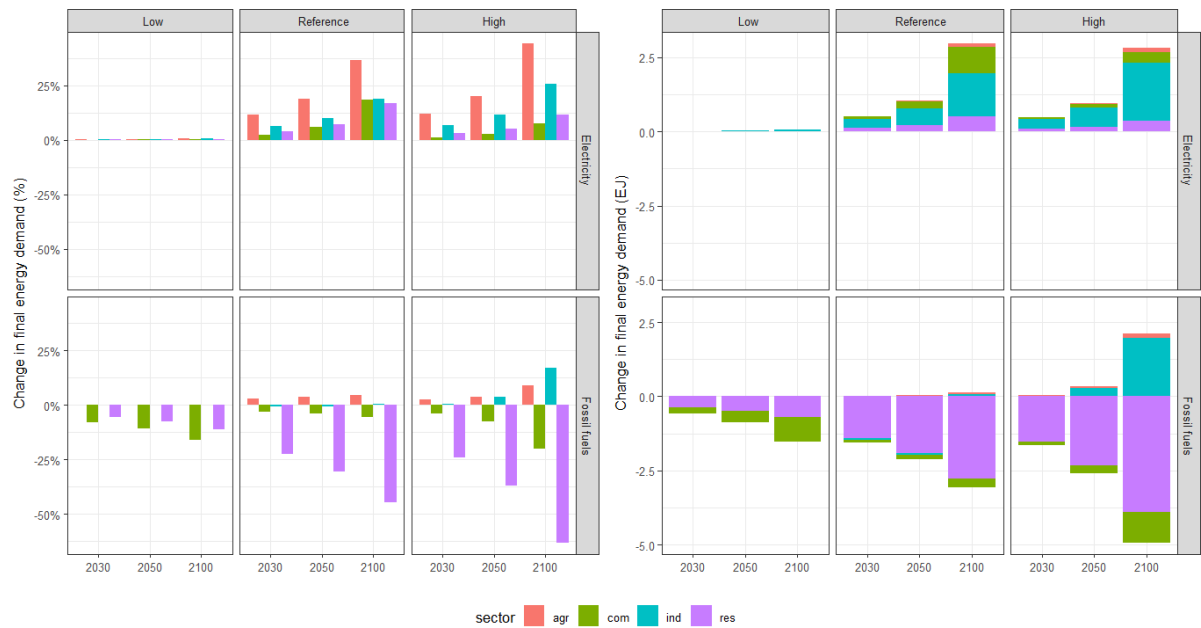 Low Reference High
Change in final energy demand (%)
25%
0%
-25%
-50%
Electricity
25%
0%
-25%
-50%
Fossil fuels
2030 2050 2100 2030 2050 2100 2030 2050 2100
Low Reference High
Change in final energy demand (EJ)
2.5
0.0
-2.5
-5.0
Electricity
2.5
0.0
-2.5
-5.0
Fossil fuels
2030 2050 2100 2030 2050 2100 2030 2050 2100
sector agr com ind res